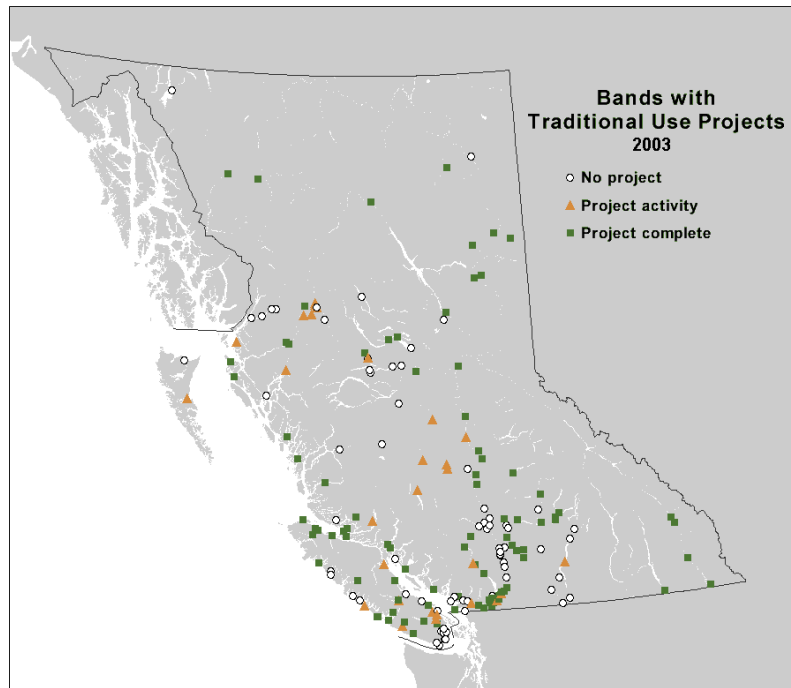 Bands with
Traditional Use Projects
2003
No project
Project activity
Project complete